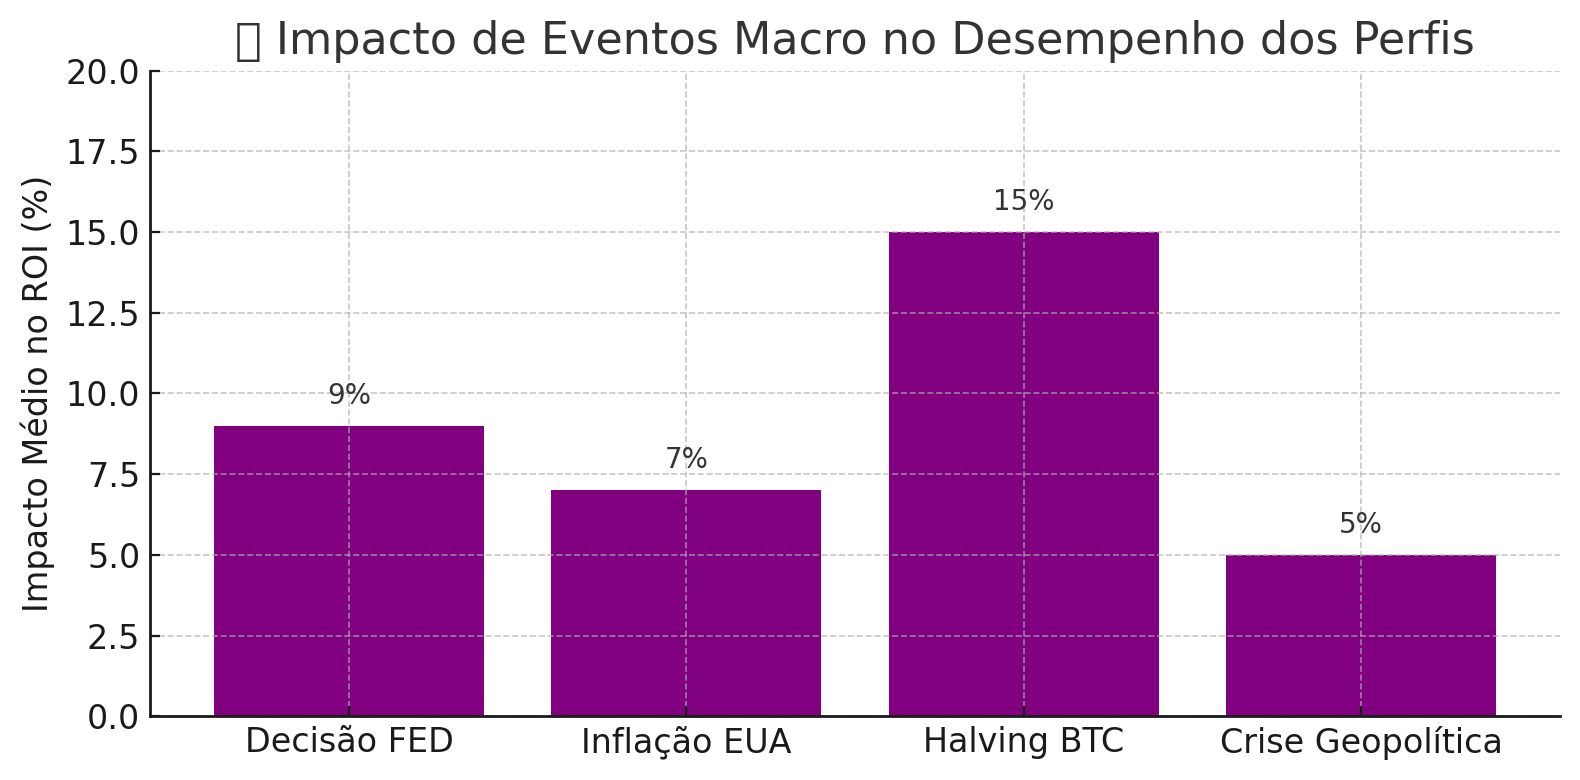 Impacto de Eventos Macro no Desempenho dos Perfis
Impacto Médio no ROI (%)
20.0
17.5
15.0
12.5
10.0
7.5
5.0
2.5
0.0
9%
7%
15%
5%
Decisão FED
Inflação EUA
Halving BTC
Crise Geopolítica